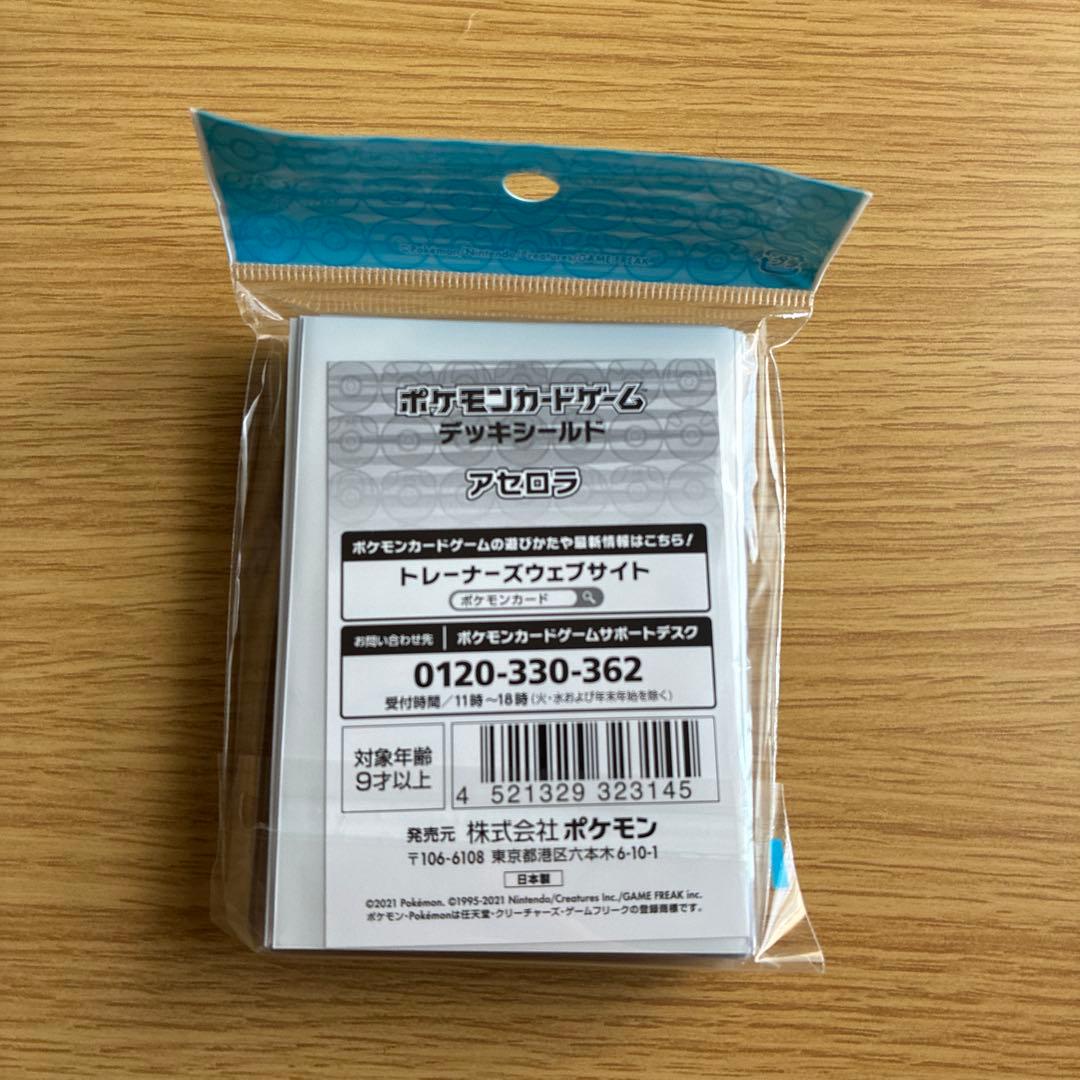 ©Pokémon/Nintendo/Creatures/GAME FREAK
ポケモンカードゲーム™
デッキシールド
アセロラ
ポケモンカードゲームの遊びかたや最新情報はこちら!
トレーナーズウェブサイト
ポケモンカード
お問い合わせ先 ポケモンカードゲームサポートデスク
0120-330-362
受付時間/11時~18時(火・水および年末年始を除く)
対象年齢
9才以上
4 521329 323145
発売元 株式会社 ポケモン
〒106-6108 東京都港区六本木6-10-1
日本製
©2021 Pokémon. ©1995-2021 Nintendo/Creatures Inc./GAME FREAK inc.
ポケモン・Pokémonは任天堂・クリーチャーズ・ゲームフリークの登録商標です。